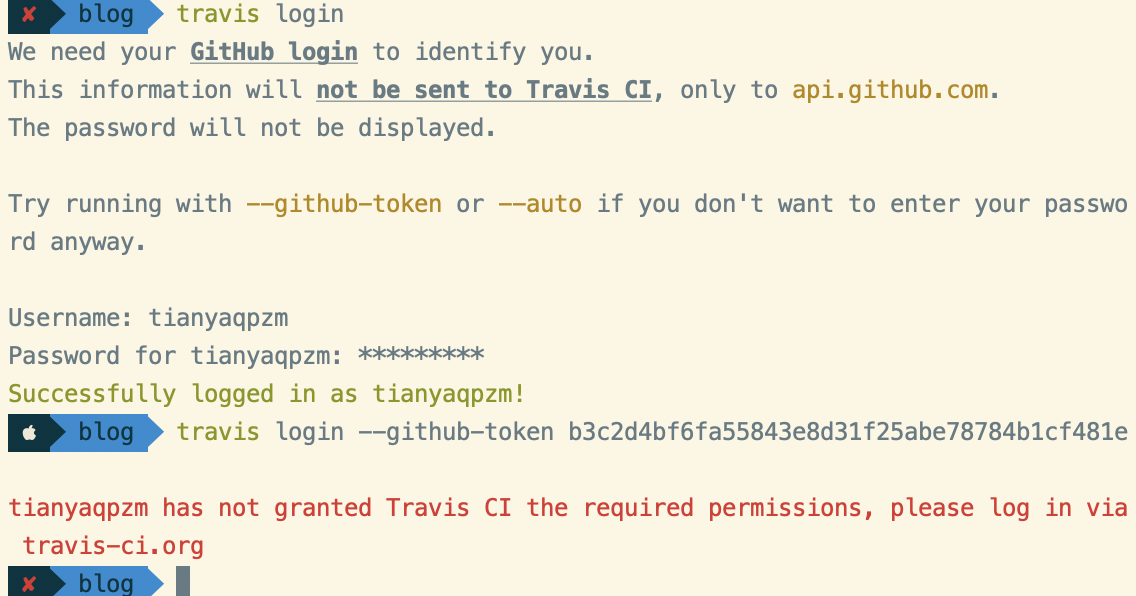 ✘ blog travis login
We need your GitHub login to identify you.
This information will not be sent to Travis CI, only to api.github.com.
The password will not be displayed.
Try running with --github-token or --auto if you don't want to enter your passwo
rd anyway.
Username: tianyaqpzm
Password for tianyaqpzm: *********
Successfully logged in as tianyaqpzm!
blog travis login --github-token b3c2d4bf6fa55843e8d31f25abe78784b1cf481e
tianyaqpzm has not granted Travis CI the required permissions, please log in via
travis-ci.org
✘ blog